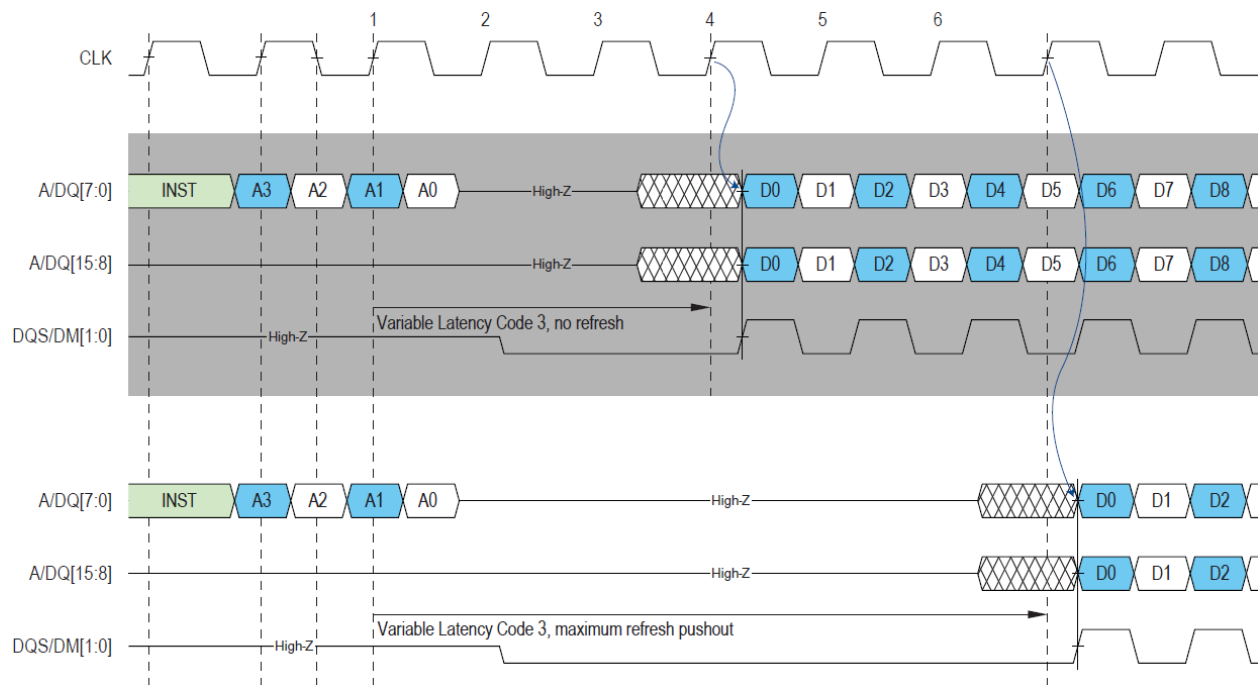 1 2 3 4 5 6
CLK
A/DQ[7:0] INST A3 A2 A1 A0 High-Z D0 D1 D2 D3 D4 D5 D6 D7 D8
A/DQ[15:8] High-Z D0 D1 D2 D3 D4 D5 D6 D7 D8
Variable Latency Code 3, no refresh
DQS/DM[1:0] High-Z
A/DQ[7:0] INST A3 A2 A1 A0 High-Z D0 D1 D2
A/DQ[15:8] High-Z D0 D1 D2
Variable Latency Code 3, maximum refresh pushout
DQS/DM[1:0] High-Z